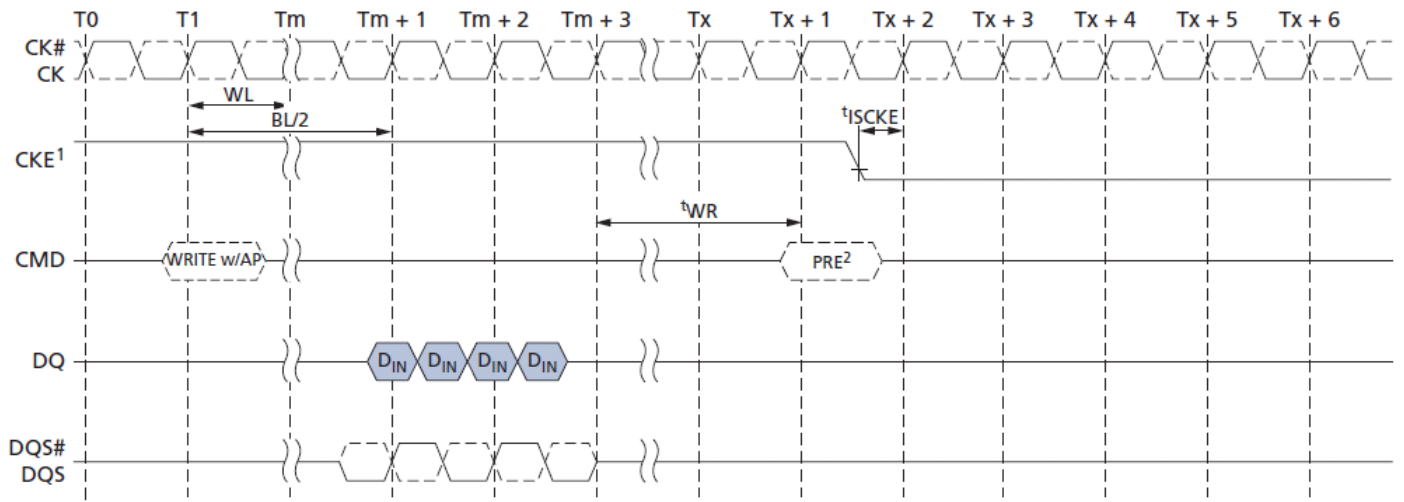 T0 T1 Tm Tm + 1 Tm + 2 Tm + 3 Tx Tx + 1 Tx + 2 Tx + 3 Tx + 4 Tx + 5 Tx + 6
CK#
CK
WL
BL/2
tISCKE
CKE1
tWR
CMD WRITE w/AP PRE2
DQ DIN DIN DIN DIN
DQS#
DQS